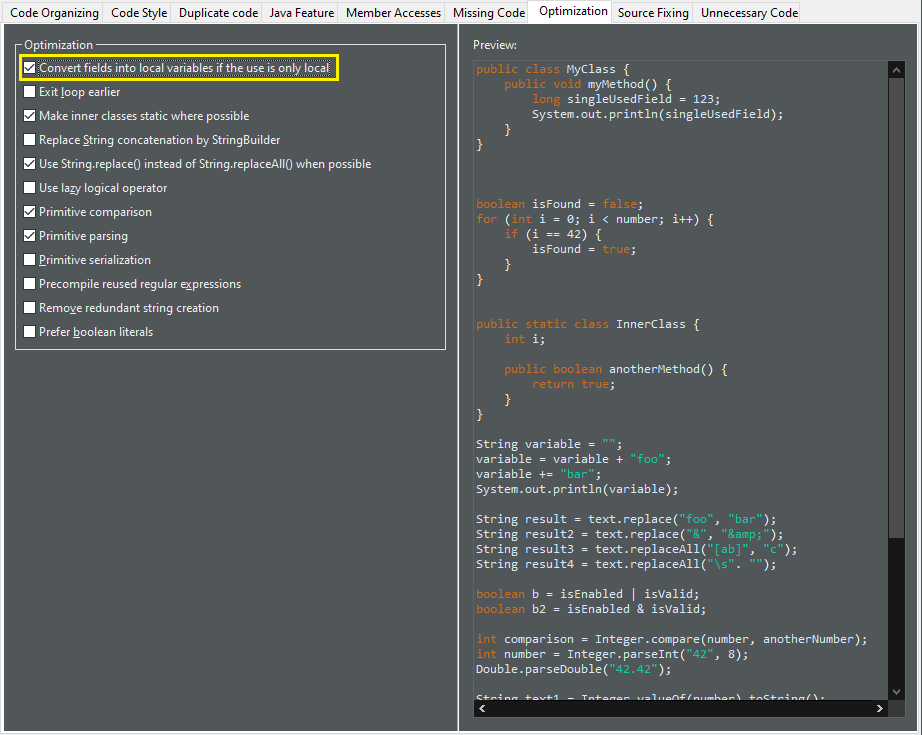 Code Organizing Code Style Duplicate code Java Feature Member Accesses Missing Code Optimization Source Fixing Unnecessary Code
Optimization
Convert fields into local variables if the use is only local
Exit loop earlier
Make inner classes static where possible
Replace String concatenation by StringBuilder
Use String.replace() instead of String.replaceAll() when possible
Use lazy logical operator
Primitive comparison
Primitive parsing
Primitive serialization
Precompile reused regular expressions
Remove redundant string creation
Prefer boolean literals
Preview:
public class MyClass {
    public void myMethod() {
        long singleUsedField = 123;
        System.out.println(singleUsedField);
    }
}
boolean isFound = false;
for (int i = 0; i < number; i++) {
    if (i == 42) {
        isFound = true;
    }
}
public static class InnerClass {
    int i;
    public boolean anotherMethod() {
        return true;
    }
}
String variable = "";
variable = variable + "foo";
variable += "bar";
System.out.println(variable);
String result = text.replace("foo", "bar");
String result2 = text.replace("&", "&amp;");
String result3 = text.replaceAll("[ab]", "c");
String result4 = text.replaceAll("\s". "");
boolean b = isEnabled | isValid;
boolean b2 = isEnabled & isValid;
int comparison = Integer.compare(number, anotherNumber);
int number = Integer.parseInt("42", 8);
Double.parseDouble("42.42");
String text1 = Integer.valueOf(number).toString();